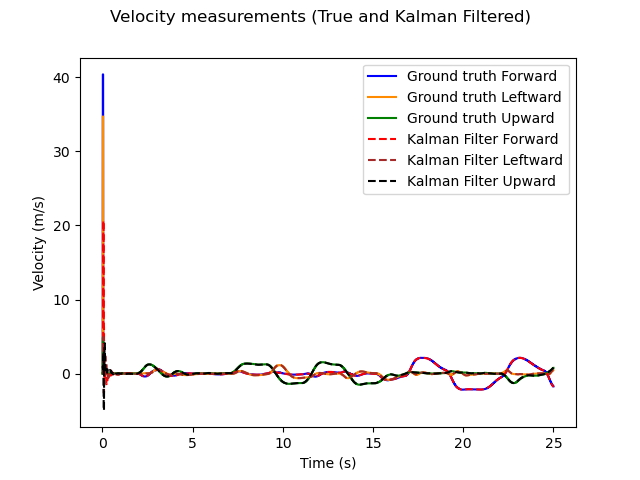 Velocity measurements (True and Kalman Filtered)
Ground truth Forward
Ground truth Leftward
Ground truth Upward
Kalman Filter Forward
Kalman Filter Leftward
Kalman Filter Upward
Velocity (m/s)
40
30
20
10
0
0
5
10
15
20
25
Time (s)